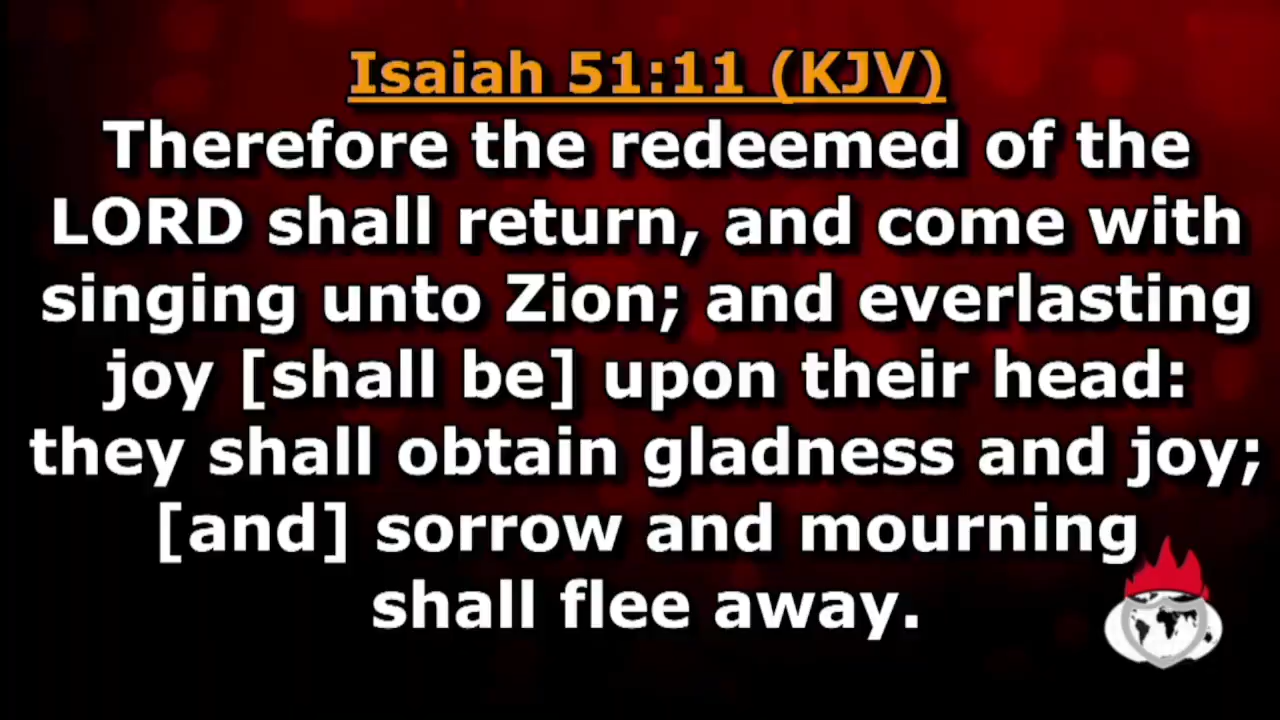 Isaiah 51:11 (KJV)
Therefore the redeemed of the
LORD shall return, and come with
singing unto Zion; and everlasting
joy [shall be] upon their head:
they shall obtain gladness and joy;
[and] sorrow and mourning
shall flee away.